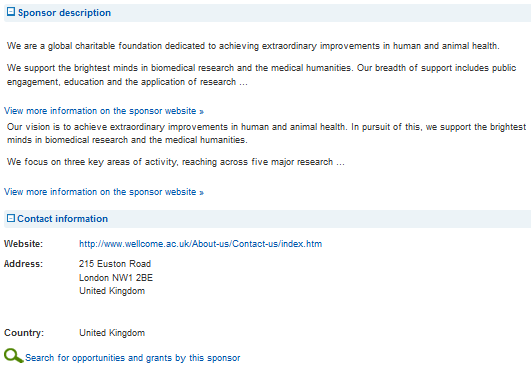 Sponsor description
We are a global charitable foundation dedicated to achieving extraordinary improvements in human and animal health.
We support the brightest minds in biomedical research and the medical humanities. Our breadth of support includes public
engagement, education and the application of research ...
View more information on the sponsor website »
Our vision is to achieve extraordinary improvements in human and animal health. In pursuit of this, we support the brightest
minds in biomedical research and the medical humanities.
We focus on three key areas of activity, reaching across five major research ...
View more information on the sponsor website »
Contact information
Website: http://www.wellcome.ac.uk/About-us/Contact-us/index.htm
Address: 215 Euston Road
London NW1 2BE
United Kingdom
Country: United Kingdom
Search for opportunities and grants by this sponsor